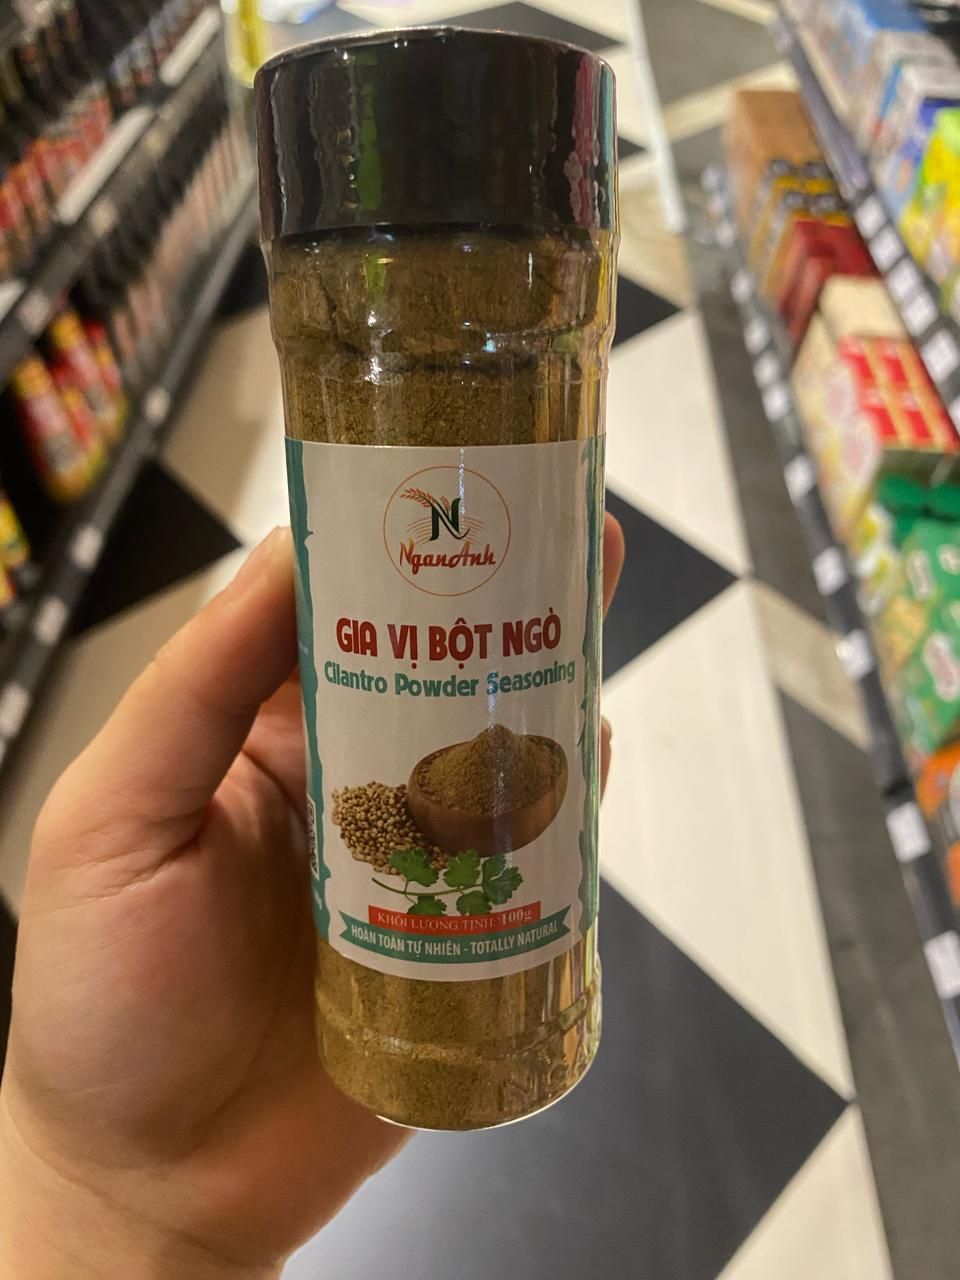 N
NganAnh
GIA VỊ BỘT NGÒ
Cilantro Powder Seasoning
KHỐI LƯỢNG TỊNH: 100g
HOÀN TOÀN TỰ NHIÊN - TOTALLY NATURAL